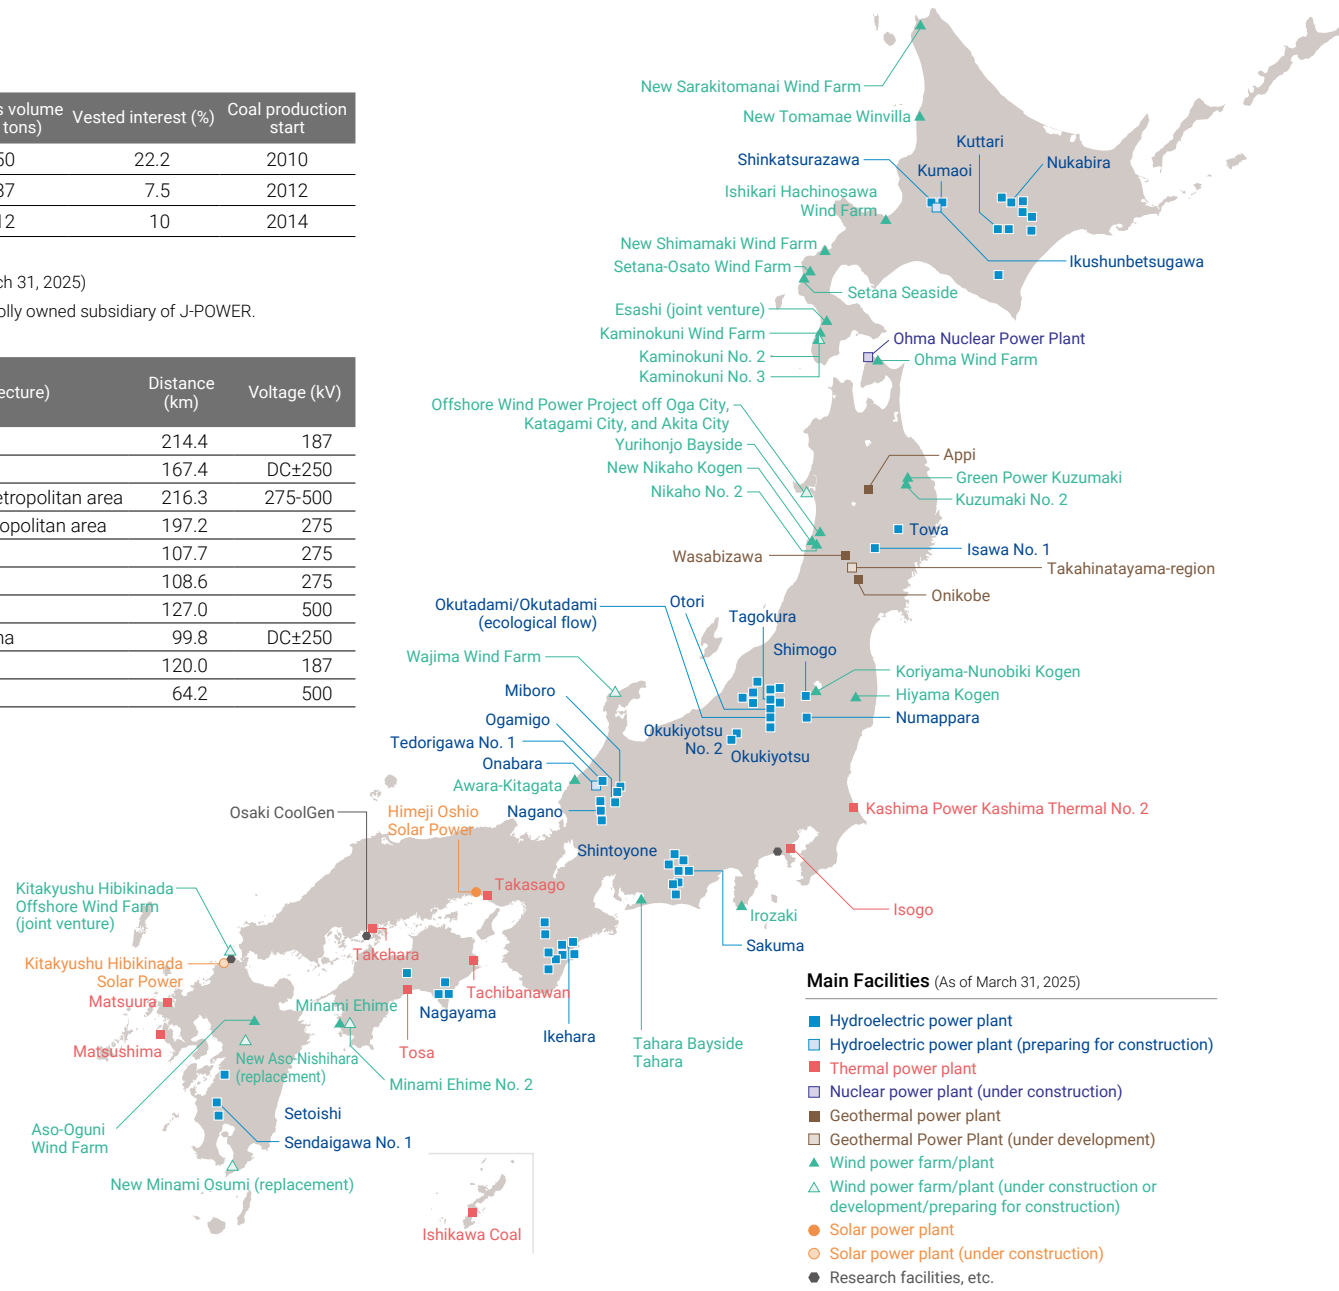 s volume
tons)
Vested interest (%)
Coal production
start
50 22.2 2010
37 7.5 2012
12 10 2014
ch 31, 2025)
olly owned subsidiary of J-POWER.
ecture)
Distance
(km)
Voltage (kV)
214.4 187
167.4 DC±250
etropolitan area 216.3 275-500
opolitan area 197.2 275
107.7 275
108.6 275
127.0 500
na 99.8 DC±250
120.0 187
64.2 500
New Sarakitomanai Wind Farm
New Tomamae Winvilla
Kuttari
Shinkatsurazawa
Nukabira
Kumaoi
Ishikari Hachinosawa
Wind Farm
New Shimamaki Wind Farm
Ikushunbetsugawa
Setana-Osato Wind Farm
Setana Seaside
Esashi (joint venture)
Kaminokuni Wind Farm
Ohma Nuclear Power Plant
Kaminokuni No. 2
Ohma Wind Farm
Kaminokuni No. 3
Offshore Wind Power Project off Oga City,
Katagami City, and Akita City
Yurihonjo Bayside
Appi
New Nikaho Kogen
Green Power Kuzumaki
Nikaho No. 2
Kuzumaki No. 2
Towa
Isawa No. 1
Wasabizawa
Takahinatayama-region
Onikobe
Okutadami/Okutadami
(ecological flow)
Otori
Tagokura
Shimogo
Wajima Wind Farm
Koriyama-Nunobiki Kogen
Miboro
Hiyama Kogen
Ogamigo
Numappara
Okukiyotsu
No. 2
Tedorigawa No. 1
Okukiyotsu
Onabara
Awara-Kitagata
Kashima Power Kashima Thermal No. 2
Osaki CoolGen
Himeji Oshio
Solar Power
Nagano
Shintoyone
Takasago
Kitakyushu Hibikinada
Offshore Wind Farm
(joint venture)
Isogo
Irozaki
Sakuma
Takehara
Kitakyushu Hibikinada
Solar Power
Tachibanawan
Matsuura
Minami Ehime
Nagayama
Ikehara
Matsushima
Tosa
Tahara Bayside
Tahara
New Aso-Nishihara
(replacement)
Minami Ehime No. 2
Setoishi
Aso-Oguni
Wind Farm
Sendaigawa No. 1
New Minami Osumi (replacement)
Ishikawa Coal
Main Facilities (As of March 31, 2025)
Hydroelectric power plant
Hydroelectric power plant (preparing for construction)
Thermal power plant
Nuclear power plant (under construction)
Geothermal power plant
Geothermal Power Plant (under development)
Wind power farm/plant
Wind power farm/plant (under construction or
development/preparing for construction)
Solar power plant
Solar power plant (under construction)
Research facilities, etc.